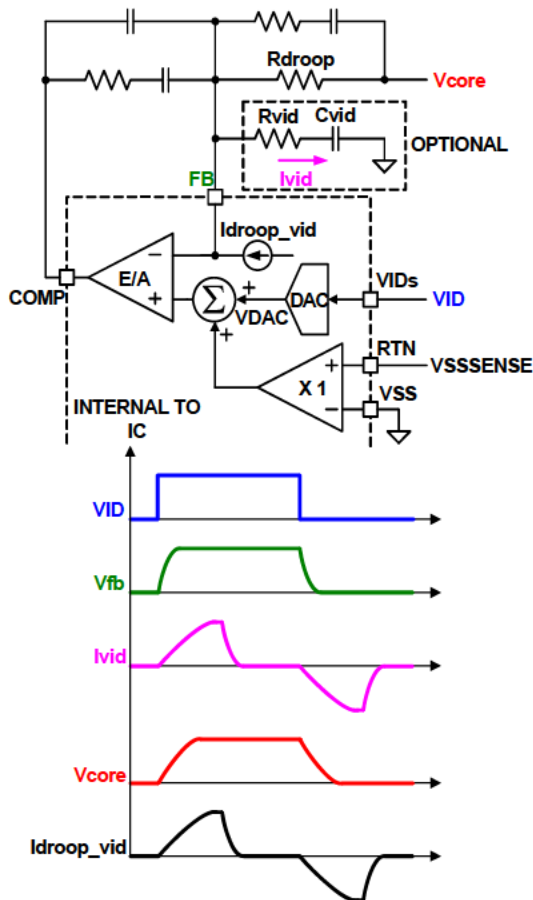 Rdroop
Vcore
Rvid
Cvid
OPTIONAL
Ivid
FB
Idroop_vid
E/A
−
+
COMP
Σ
+
+
VDAC
DAC
VIDs
VID
RTN
VSSSENSE
X 1
+
−
VSS
INTERNAL TO
IC
VID
Vfb
Ivid
Vcore
Idroop_vid